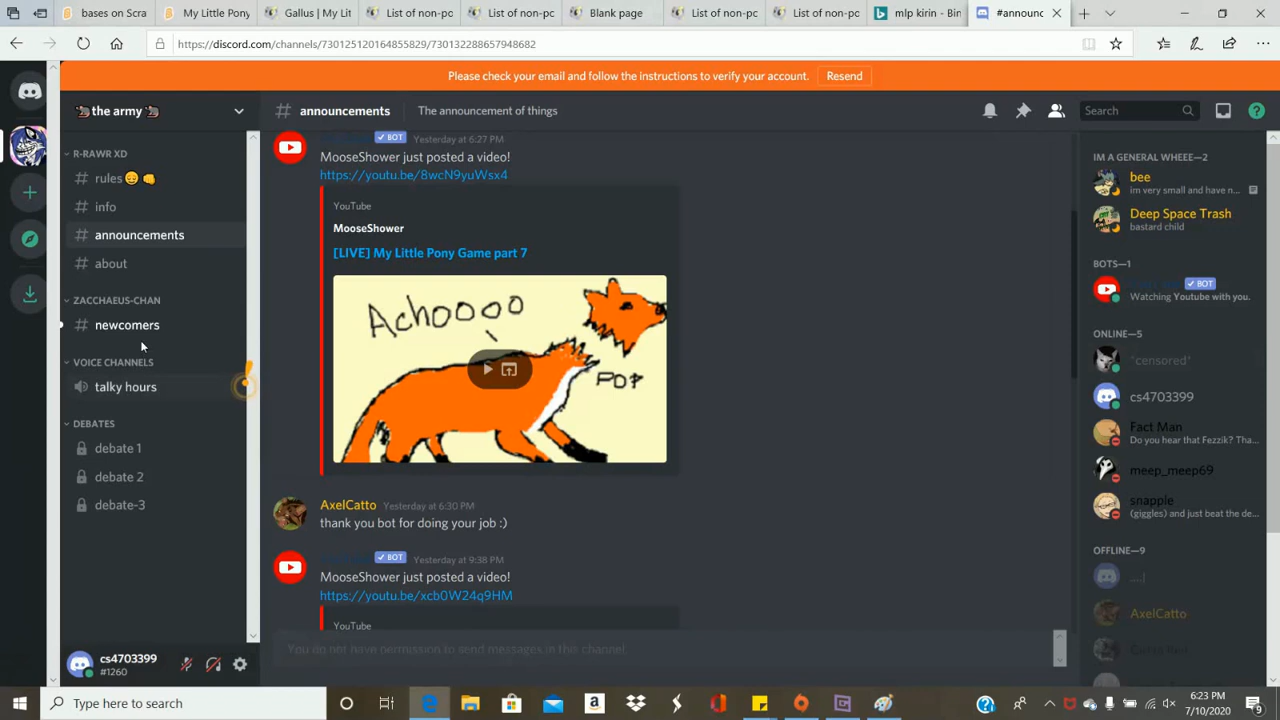 bases on Scra
My Little Pony
Gallus | My Lit
List of non-pc
List of non-pc
Blank page
List of non-pc
List of non-pc
mlp kirin - Bin
#announc
https://discord.com/channels/730125120164855829/730132288657948682
Please check your email and follow the instructions to verify your account.
Resend
the army
# announcements
The announcement of things
Search
R-RAWR XD
# rules
# info
# announcements
# about
ZACCHAEUS-CHAN
# newcomers
VOICE CHANNELS
talky hours
DEBATES
debate 1
debate 2
debate-3
cs4703399
#1260
BOT Yesterday at 6:27 PM
MooseShower just posted a video!
https://youtu.be/8wcN9yuWsx4
YouTube
MooseShower
[LIVE] My Little Pony Game part 7
Achoooo
POP
AxelCatto Yesterday at 6:30 PM
thank you bot for doing your job :)
BOT Yesterday at 9:38 PM
MooseShower just posted a video!
https://youtu.be/xcb0W24q9HM
YouTube
You do not have permission to send messages in this channel.
IM A GENERAL WHEEE—2
bee
im very small and have n...
Deep Space Trash
bastard child
BOTS—1
BOT
Watching Youtube with you.
ONLINE—5
*censored*
cs4703399
Fact Man
Do you hear that Fezzik? Tha...
meep_meep69
snapple
(giggles) and just beat the de...
OFFLINE—9
AxelCatto
Type here to search
6:23 PM
7/10/2020